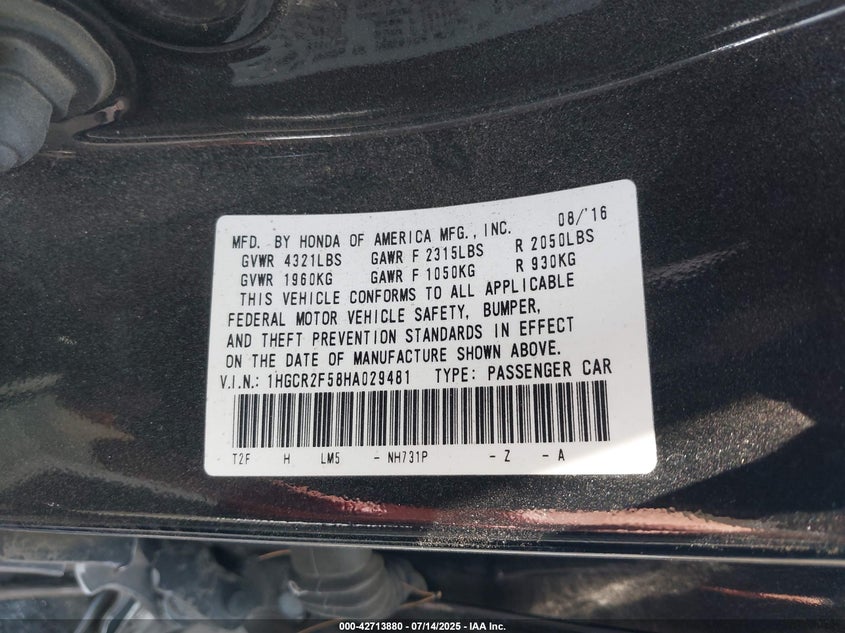 MFD. BY HONDA OF AMERICA MFG., INC. 08/'16
GVWR 4321LBS GAWR F 2315LBS R 2050LBS
GVWR 1960KG GAWR F 1050KG R 930KG
THIS VEHICLE CONFORMS TO ALL APPLICABLE
FEDERAL MOTOR VEHICLE SAFETY, BUMPER,
AND THEFT PREVENTION STANDARDS IN EFFECT
ON THE DATE OF MANUFACTURE SHOWN ABOVE.
V.I.N.: 1HGCR2F58HA029481 TYPE: PASSENGER CAR
T2F H LM5 - NH731P - Z - A
000-42713880 - 07/14/2025 - IAA Inc.